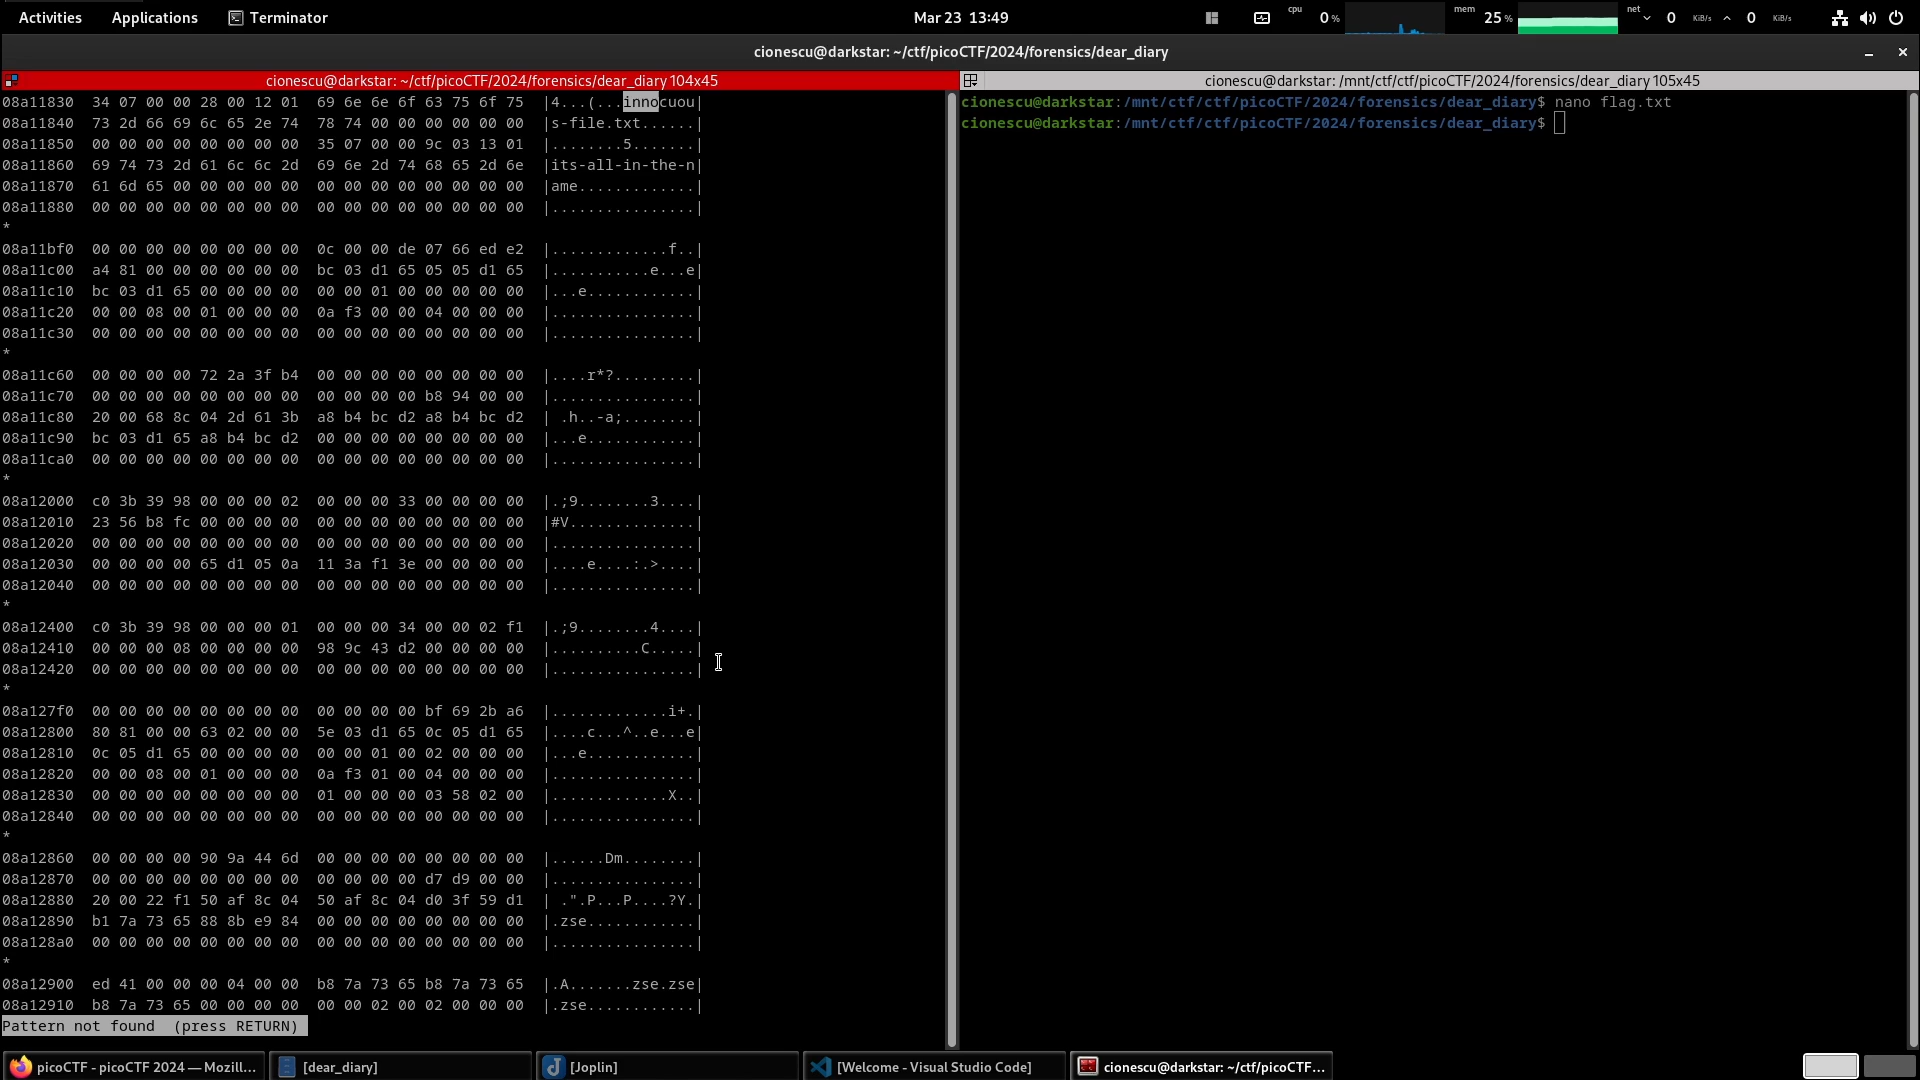 Activities
Applications
Terminator
Mar 23 13:49
cpu 0 %
mem 25 %
net 0 KiB/s 0 KiB/s
cionescu@darkstar: ~/ctf/picoCTF/2024/forensics/dear_diary
cionescu@darkstar: ~/ctf/picoCTF/2024/forensics/dear_diary 104x45
08a11830 34 07 00 00 28 00 12 01 69 6e 6e 6f 63 75 6f 75 |4...(...innocuou|
08a11840 73 2d 66 69 6c 65 2e 74 78 74 00 00 00 00 00 00 |s-file.txt......|
08a11850 00 00 00 00 00 00 00 00 35 07 00 00 9c 03 13 01 |........5.......|
08a11860 69 74 73 2d 61 6c 6c 2d 69 6e 2d 74 68 65 2d 6e |its-all-in-the-n|
08a11870 61 6d 65 00 00 00 00 00 00 00 00 00 00 00 00 00 |ame.............|
08a11880 00 00 00 00 00 00 00 00 00 00 00 00 00 00 00 00 |................|
*
08a11bf0 00 00 00 00 00 00 00 00 0c 00 00 de 07 66 ed e2 |.............f..|
08a11c00 a4 81 00 00 00 00 00 00 bc 03 d1 65 05 05 d1 65 |...........e...e|
08a11c10 bc 03 d1 65 00 00 00 00 00 00 01 00 00 00 00 00 |...e............|
08a11c20 00 00 08 00 01 00 00 00 0a f3 00 00 04 00 00 00 |................|
08a11c30 00 00 00 00 00 00 00 00 00 00 00 00 00 00 00 00 |................|
*
08a11c60 00 00 00 00 72 2a 3f b4 00 00 00 00 00 00 00 00 |....r*?.........|
08a11c70 00 00 00 00 00 00 00 00 00 00 00 00 b8 94 00 00 |................|
08a11c80 20 00 68 8c 04 2d 61 3b a8 b4 bc d2 a8 b4 bc d2 | .h..-a;........|
08a11c90 bc 03 d1 65 a8 b4 bc d2 00 00 00 00 00 00 00 00 |...e............|
08a11ca0 00 00 00 00 00 00 00 00 00 00 00 00 00 00 00 00 |................|
*
08a12000 c0 3b 39 98 00 00 00 02 00 00 00 33 00 00 00 00 |.;9........3....|
08a12010 23 56 b8 fc 00 00 00 00 00 00 00 00 00 00 00 00 |#V..............|
08a12020 00 00 00 00 00 00 00 00 00 00 00 00 00 00 00 00 |................|
08a12030 00 00 00 00 65 d1 05 0a 11 3a f1 3e 00 00 00 00 |....e....:.>....|
08a12040 00 00 00 00 00 00 00 00 00 00 00 00 00 00 00 00 |................|
*
08a12400 c0 3b 39 98 00 00 00 01 00 00 00 34 00 00 02 f1 |.;9........4....|
08a12410 00 00 00 08 00 00 00 00 98 9c 43 d2 00 00 00 00 |..........C.....|
08a12420 00 00 00 00 00 00 00 00 00 00 00 00 00 00 00 00 |................|
*
08a127f0 00 00 00 00 00 00 00 00 00 00 00 00 bf 69 2b a6 |.............i+.|
08a12800 80 81 00 00 63 02 00 00 5e 03 d1 65 0c 05 d1 65 |....c...^..e...e|
08a12810 0c 05 d1 65 00 00 00 00 00 00 01 00 02 00 00 00 |...e............|
08a12820 00 00 08 00 01 00 00 00 0a f3 01 00 04 00 00 00 |................|
08a12830 00 00 00 00 00 00 00 00 01 00 00 00 03 58 02 00 |.............X..|
08a12840 00 00 00 00 00 00 00 00 00 00 00 00 00 00 00 00 |................|
*
08a12860 00 00 00 00 90 9a 44 6d 00 00 00 00 00 00 00 00 |......Dm........|
08a12870 00 00 00 00 00 00 00 00 00 00 00 00 d7 d9 00 00 |................|
08a12880 20 00 22 f1 50 af 8c 04 50 af 8c 04 d0 3f 59 d1 | .".P...P....?Y.|
08a12890 b1 7a 73 65 88 8b e9 84 00 00 00 00 00 00 00 00 |.zse............|
08a128a0 00 00 00 00 00 00 00 00 00 00 00 00 00 00 00 00 |................|
*
08a12900 ed 41 00 00 00 04 00 00 b8 7a 73 65 b8 7a 73 65 |.A.......zse.zse|
08a12910 b8 7a 73 65 00 00 00 00 00 00 02 00 02 00 00 00 |.zse............|
Pattern not found (press RETURN)
cionescu@darkstar: /mnt/ctf/ctf/picoCTF/2024/forensics/dear_diary 105x45
cionescu@darkstar:/mnt/ctf/ctf/picoCTF/2024/forensics/dear_diary$ nano flag.txt
cionescu@darkstar:/mnt/ctf/ctf/picoCTF/2024/forensics/dear_diary$
picoCTF - picoCTF 2024 — Mozill...
[dear_diary]
[Joplin]
[Welcome - Visual Studio Code]
cionescu@darkstar: ~/ctf/picoCTF...